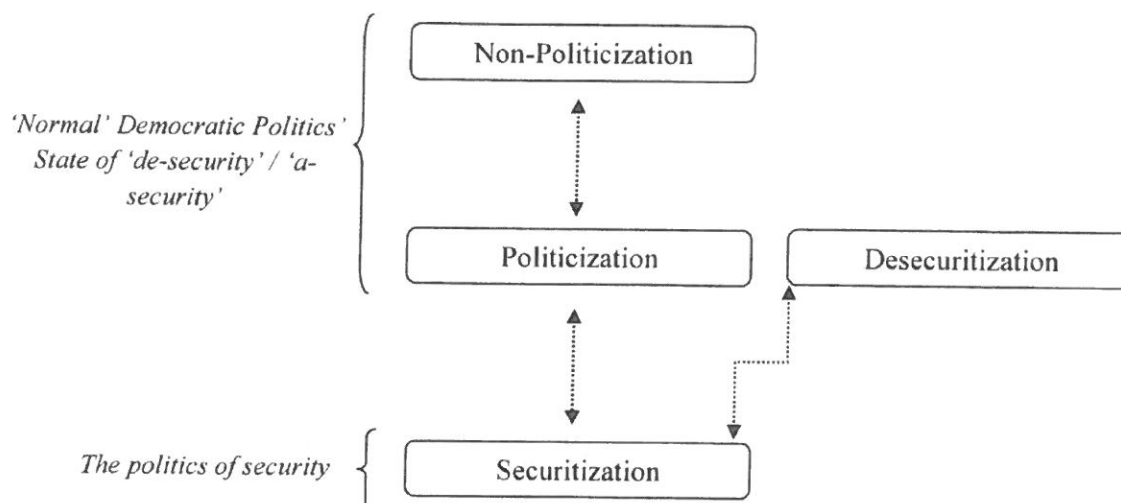 Non-Politicization
‘Normal’ Democratic Politics’
State of ‘de-security’ / ‘a-
security’
Politicization
Desecuritization
The politics of security
Securitization